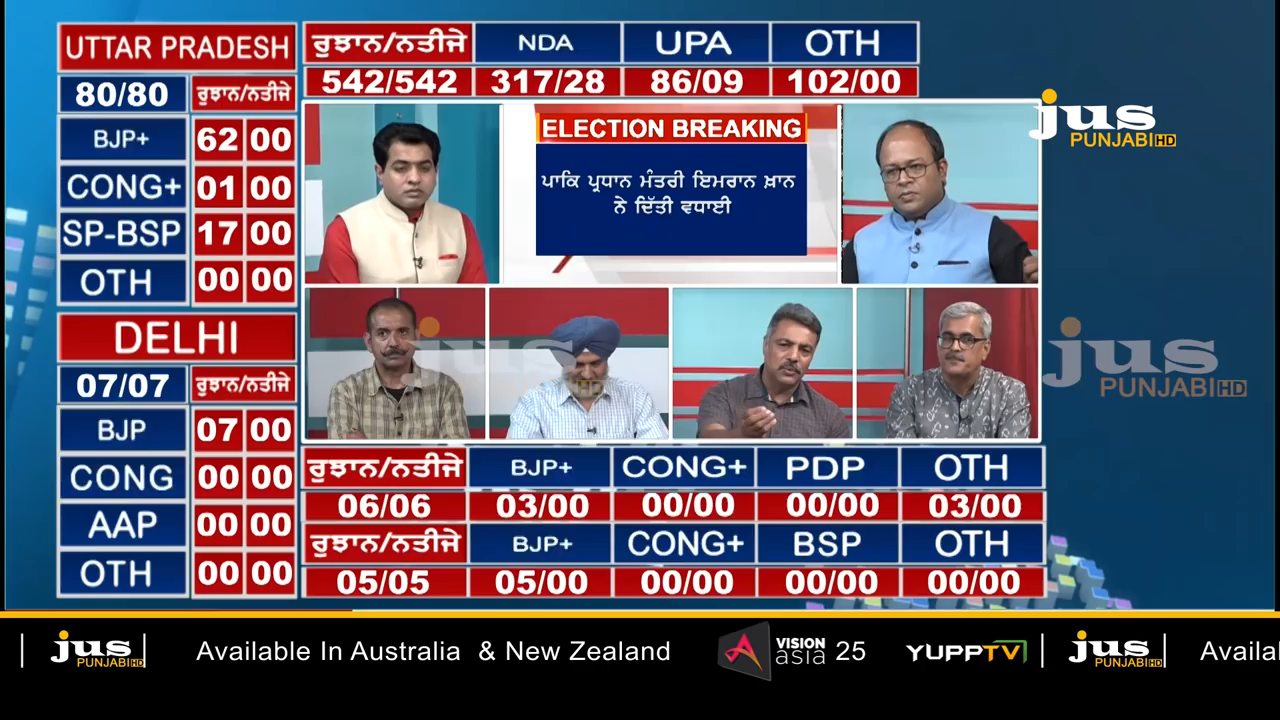 UTTAR PRADESH
80/80 ਰੁਝਾਨ/ਨਤੀਜੇ
BJP+ 62 00
CONG+ 01 00
SP-BSP 17 00
OTH 00 00
DELHI
07/07 ਰੁਝਾਨ/ਨਤੀਜੇ
BJP 07 00
CONG 00 00
AAP 00 00
OTH 00 00
ਰੁਝਾਨ/ਨਤੀਜੇ NDA UPA OTH
542/542 317/28 86/09 102/00
jus
PUNJABI HD
ELECTION BREAKING
ਪਾਕਿ ਪ੍ਰਧਾਨ ਮੰਤਰੀ ਇਮਰਾਨ ਖ਼ਾਨ
ਨੇ ਦਿੱਤੀ ਵਧਾਈ
jus
HD
jus
PUNJABI HD
ਰੁਝਾਨ/ਨਤੀਜੇ BJP+ CONG+ PDP OTH
06/06 03/00 00/00 00/00 03/00
ਰੁਝਾਨ/ਨਤੀਜੇ BJP+ CONG+ BSP OTH
05/05 05/00 00/00 00/00 00/00
jus PUNJABI HD Available In Australia & New Zealand VISION asia 25 YUPPTV jus PUNJABI HD Availal